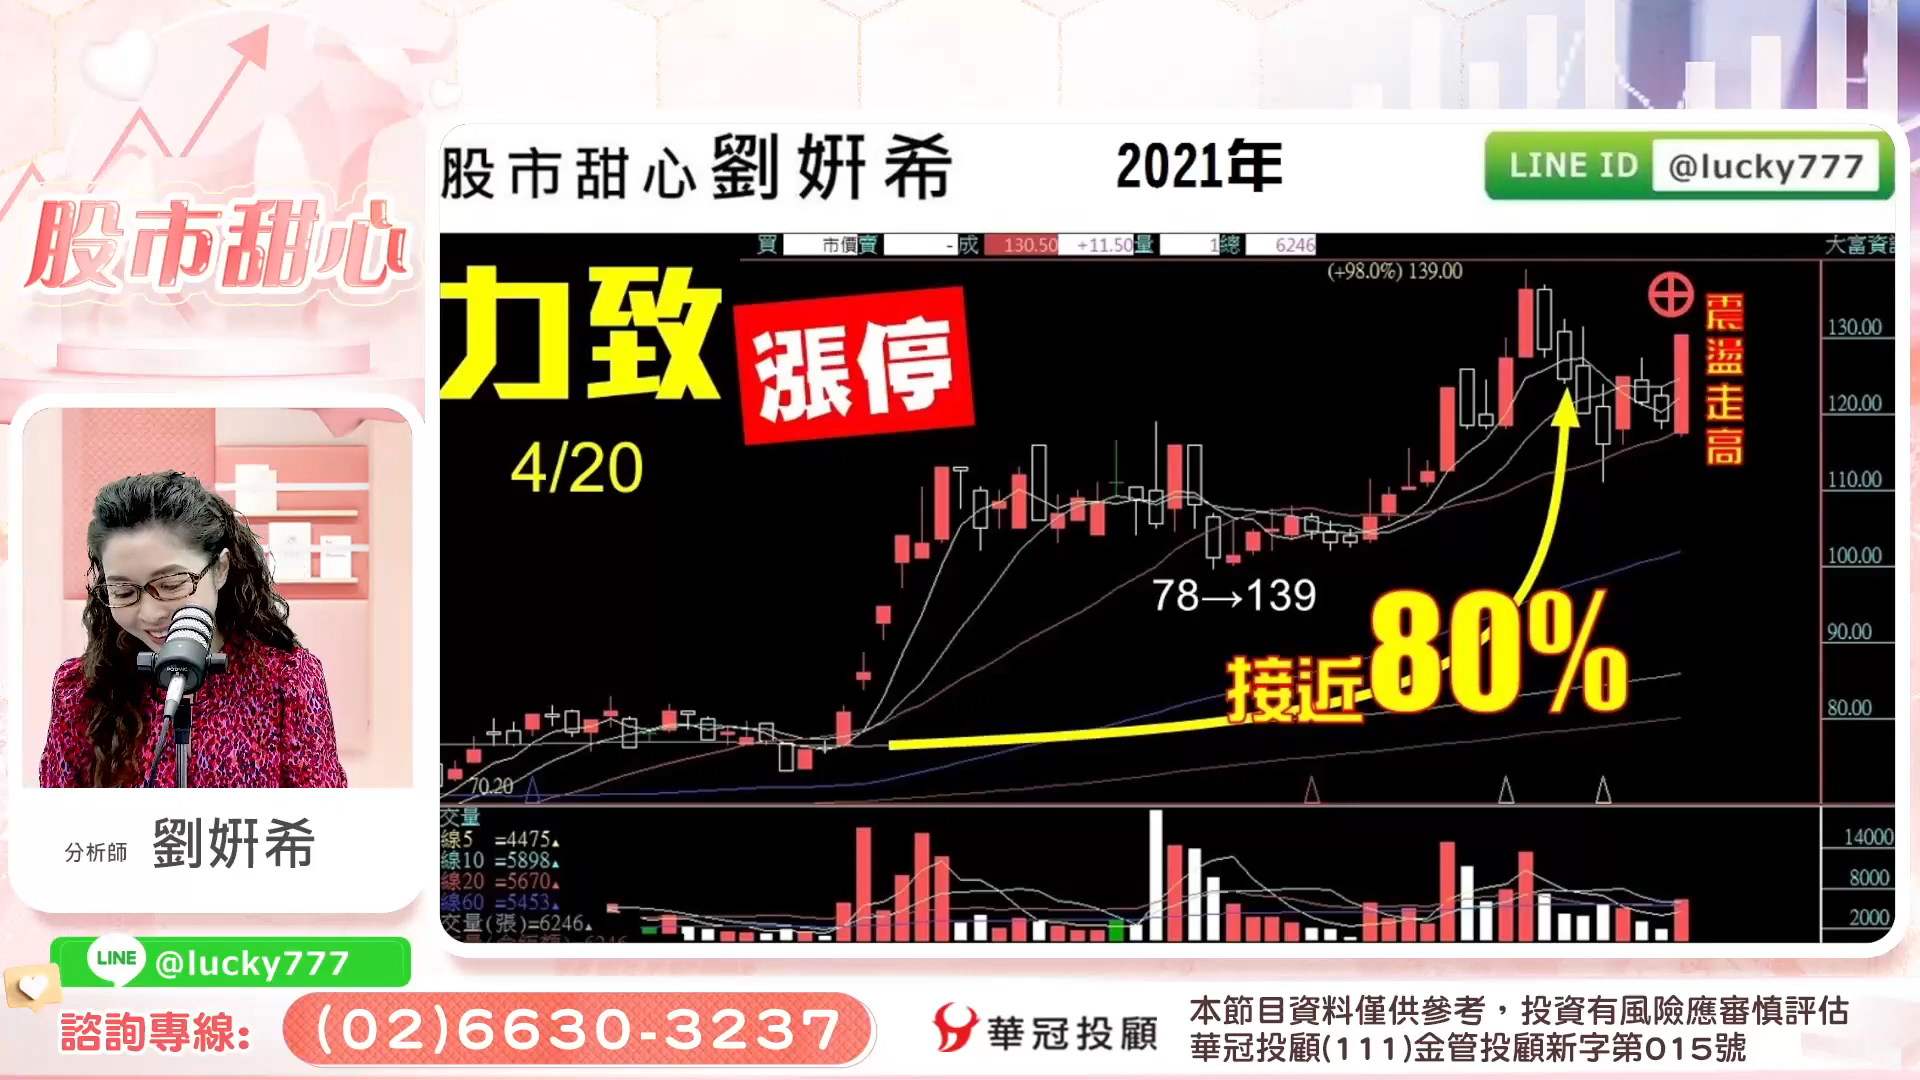 股市甜心劉妍希
2021年
LINE ID @lucky777
股市甜心
買 市價賣 - 成 130.50 +11.50量 1總 6246
大富資訊
力致
漲停
4/20
(+98.0%) 139.00
震盪走高
130.00
120.00
110.00
100.00
90.00
80.00
78→139
接近80%
70.20
交量
線5 =4475▲
線10 =5898▲
線20 =5670▲
線60 =5453▲
交量(張)=6246▲
14000
8000
2000
分析師 劉妍希
LINE @lucky777
諮詢專線: (02)6630-3237
華冠投顧
本節目資料僅供參考，投資有風險應審慎評估
華冠投顧(111)金管投顧新字第015號